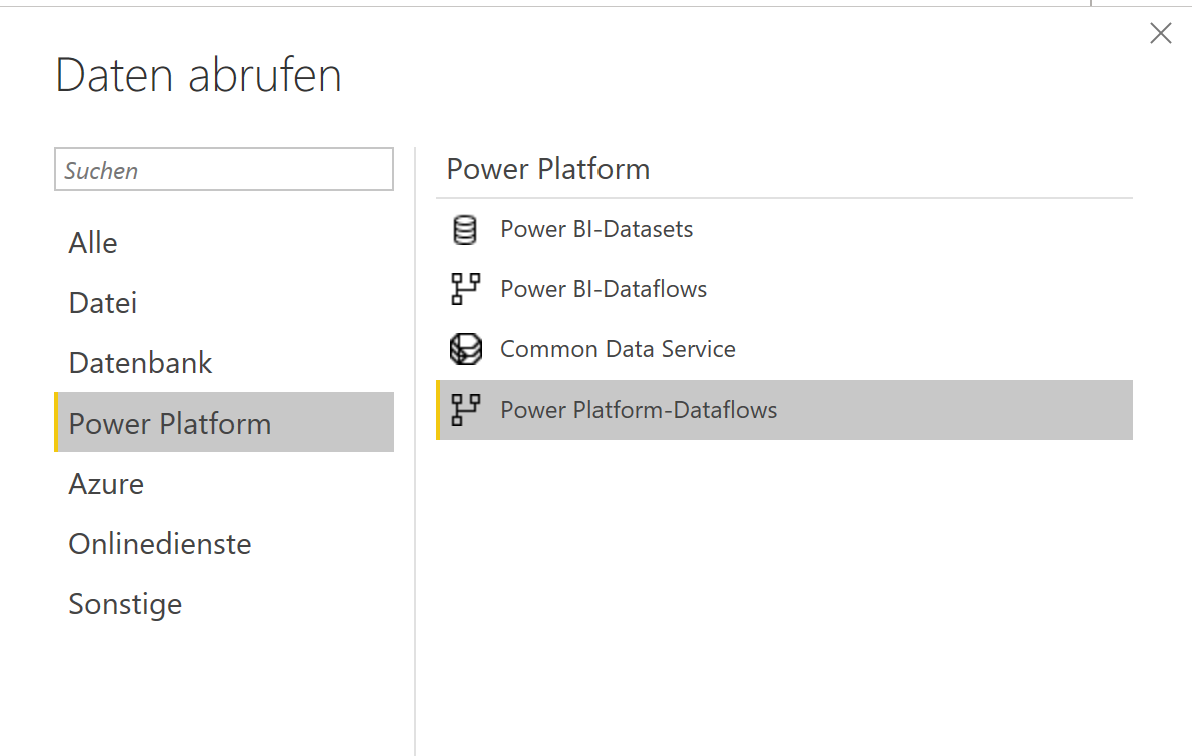 Daten abrufen
Suchen
Alle
Datei
Datenbank
Power Platform
Azure
Onlinedienste
Sonstige
Power Platform
Power BI-Datasets
Power BI-Dataflows
Common Data Service
Power Platform-Dataflows